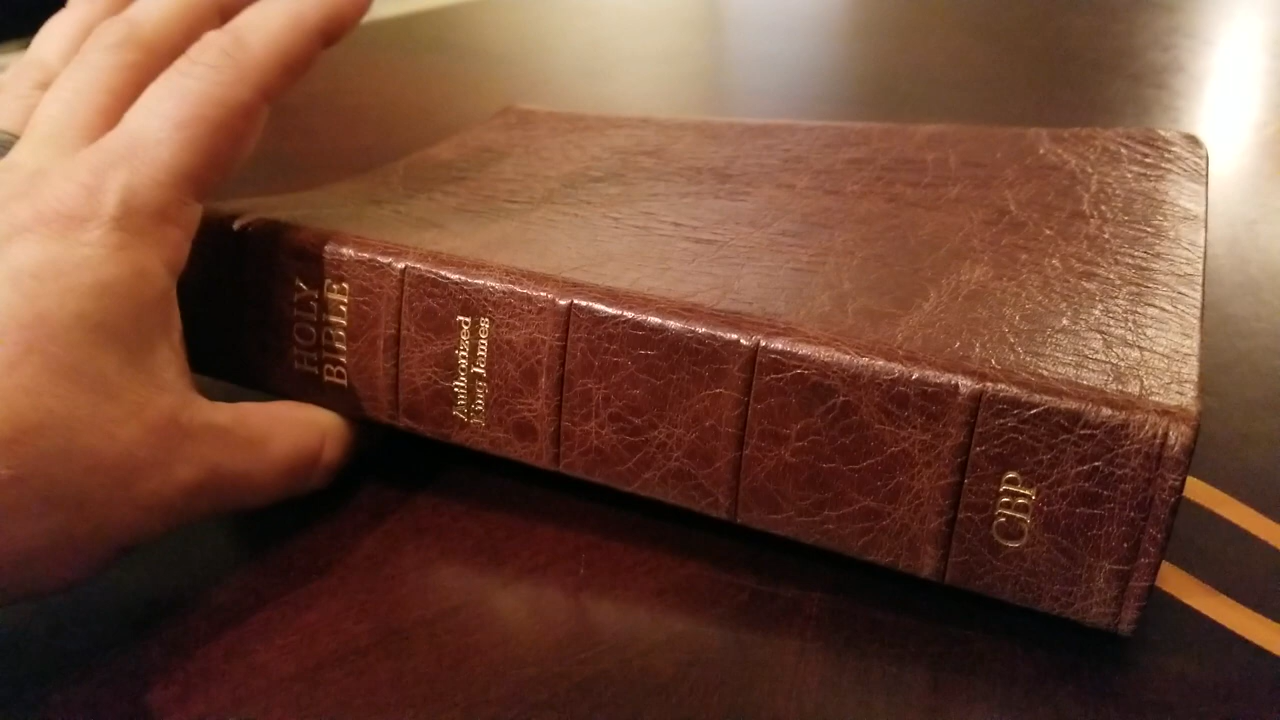 HOLY
BIBLE
Authorized
King James
CBP